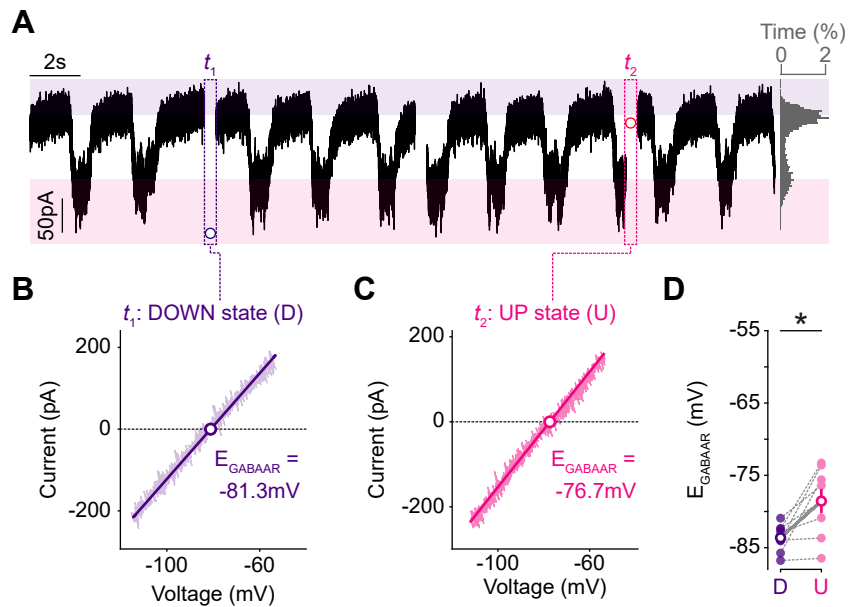 A
Time (%)
0 2
2s
t1
t2
50pA
B
t1: DOWN state (D)
200
0
-200
Current (pA)
EGABAAR =
-81.3mV
-100 -60
Voltage (mV)
C
t2: UP state (U)
200
0
-200
Current (pA)
EGABAAR =
-76.7mV
-100 -60
Voltage (mV)
D
*
-55
-65
-75
-85
EGABAAR (mV)
D U